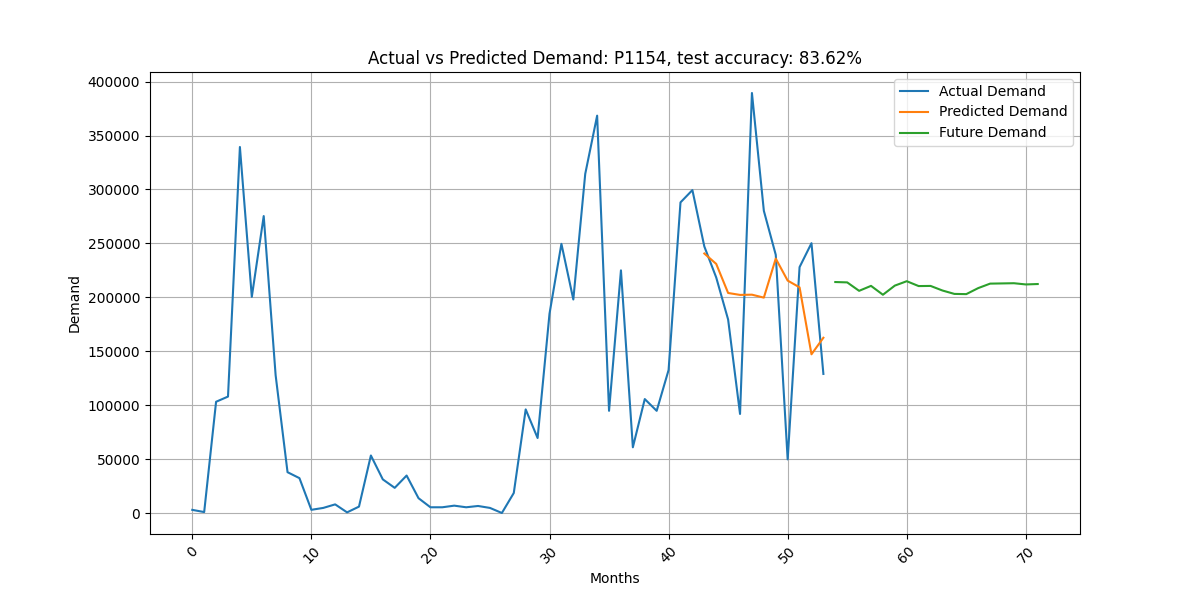 Actual vs Predicted Demand: P1154, test accuracy: 83.62%
400000
350000
300000
250000
200000
150000
100000
50000
0
Demand
Actual Demand
Predicted Demand
Future Demand
0
10
20
30
40
50
60
70
Months